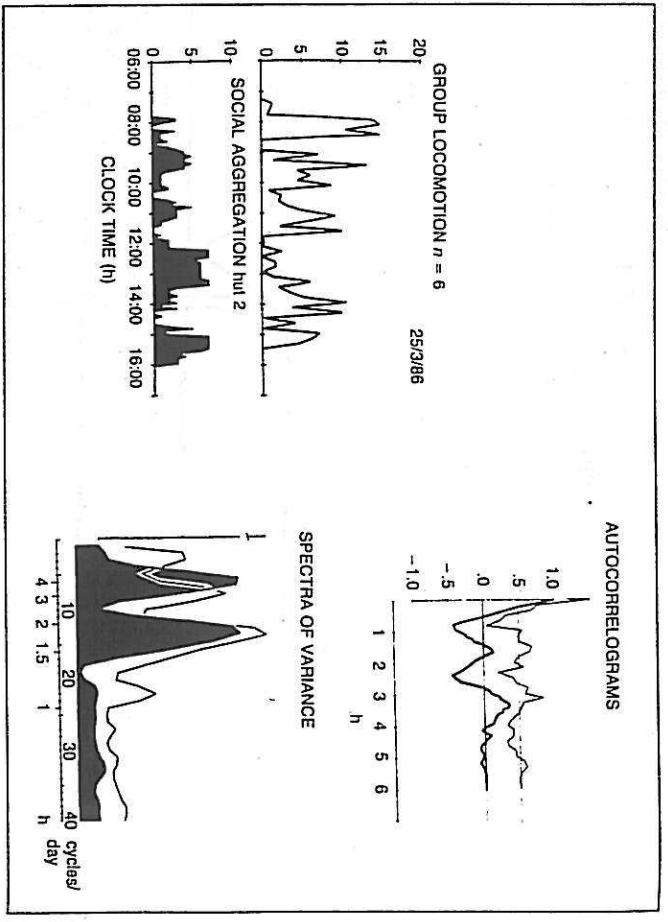 GROUP LOCOMOTION n = 6
25/3/86
20
15
10
5
0
SOCIAL AGGREGATION hut 2
10
5
0
06:00 08:00 10:00 12:00 14:00 16:00
CLOCK TIME (h)
AUTOCORRELOGRAMS
1.0
.5
.0
-.5
-1.0
1 2 3 4 5 6
h
SPECTRA OF VARIANCE
10 20 30 40 cycles/
day
4 3 2 1.5 1 h